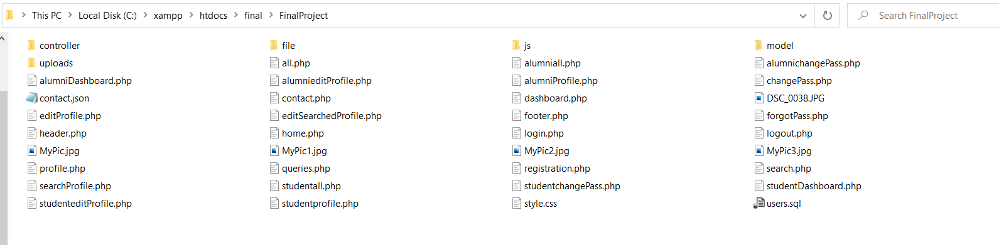 This PC > Local Disk (C:) > xampp > htdocs > final > FinalProject Search FinalProject
controller file js model
uploads all.php alumniall.php alumnichangePass.php
alumniDashboard.php alumnieditProfile.php alumniProfile.php changePass.php
contact.json contact.php dashboard.php DSC_0038.JPG
editProfile.php editSearchedProfile.php footer.php forgotPass.php
header.php home.php login.php logout.php
MyPic.jpg MyPic1.jpg MyPic2.jpg MyPic3.jpg
profile.php queries.php registration.php search.php
searchProfile.php studentall.php studentchangePass.php studentDashboard.php
studenteditProfile.php studentprofile.php style.css users.sql